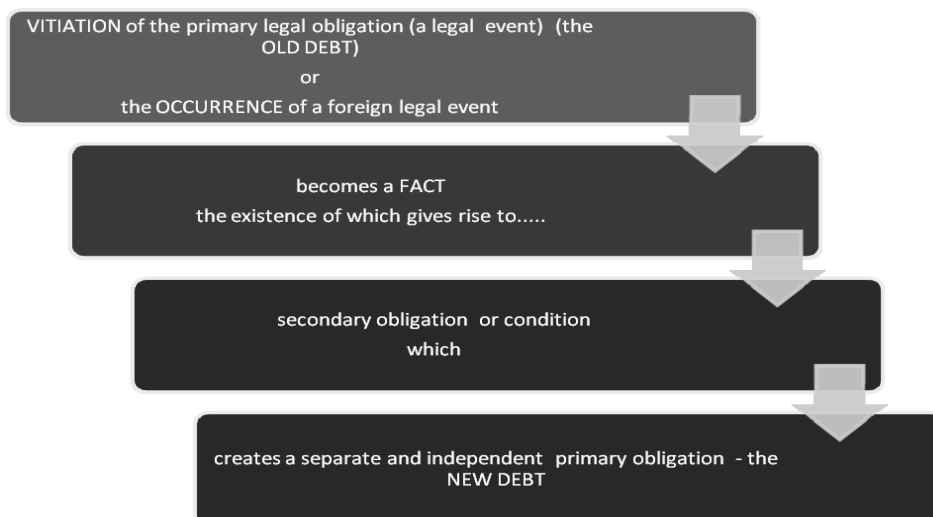 VITIATION of the primary legal obligation (a legal event) (the
OLD DEBT)
or
the OCCURRENCE of a foreign legal event
becomes a FACT
the existence of which gives rise to.....
secondary obligation or condition
which
creates a separate and independent primary obligation - the
NEW DEBT